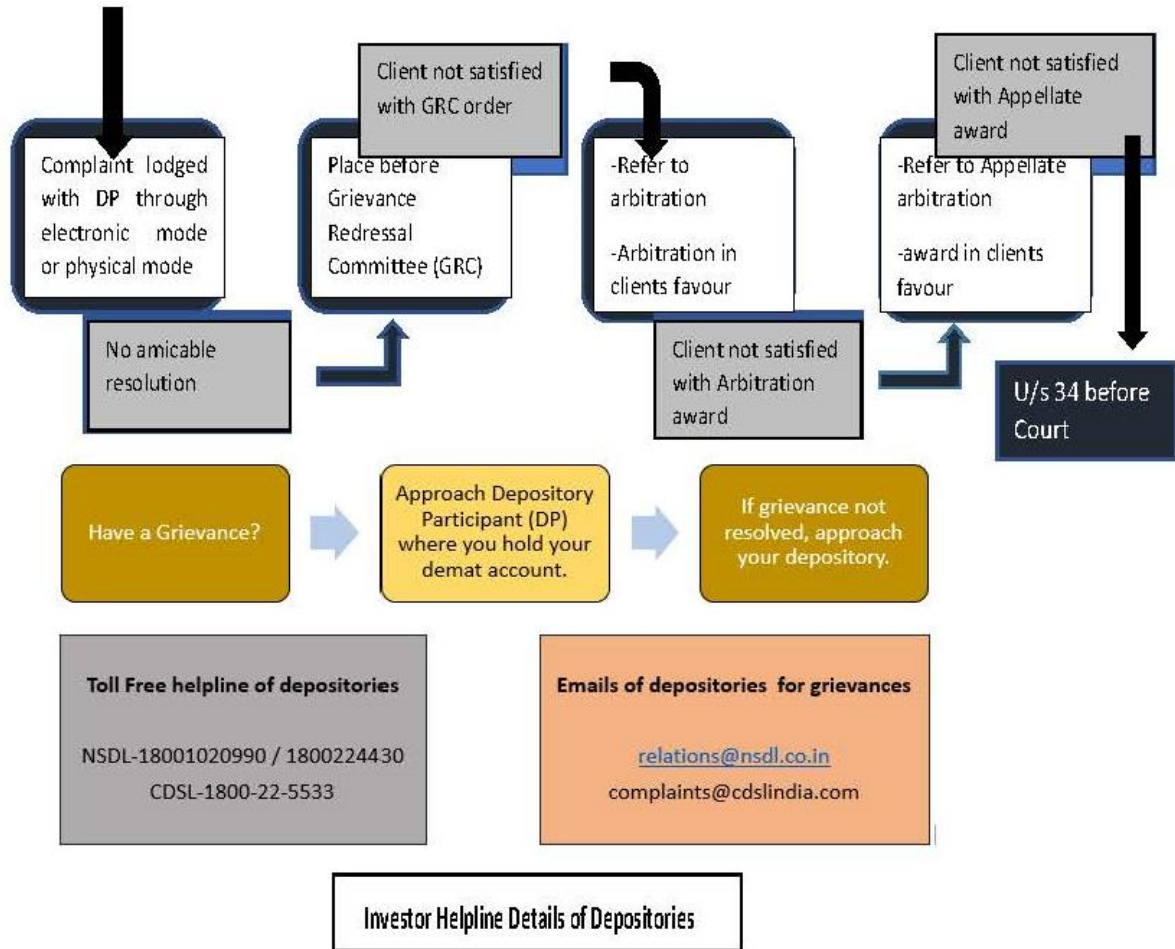 Complaint lodged
with DP through
electronic mode
or physical mode
No amicable
resolution
Client not satisfied
with GRC order
Place before
Grievance
Redressal
Committee (GRC)
-Refer to
arbitration
-Arbitration in
clients favour
Client not satisfied
with Arbitration
award
Client not satisfied
with Appellate
award
-Refer to Appellate
arbitration
-award in clients
favour
U/s 34 before
Court
Have a Grievance?
Approach Depository
Participant (DP)
where you hold your
demat account.
If grievance not
resolved, approach
your depository.
Toll Free helpline of depositories
NSDL-18001020990 / 1800224430
CDSL-1800-22-5533
Emails of depositories for grievances
relations@nsdl.co.in
complaints@cdslindia.com
Investor Helpline Details of Depositories